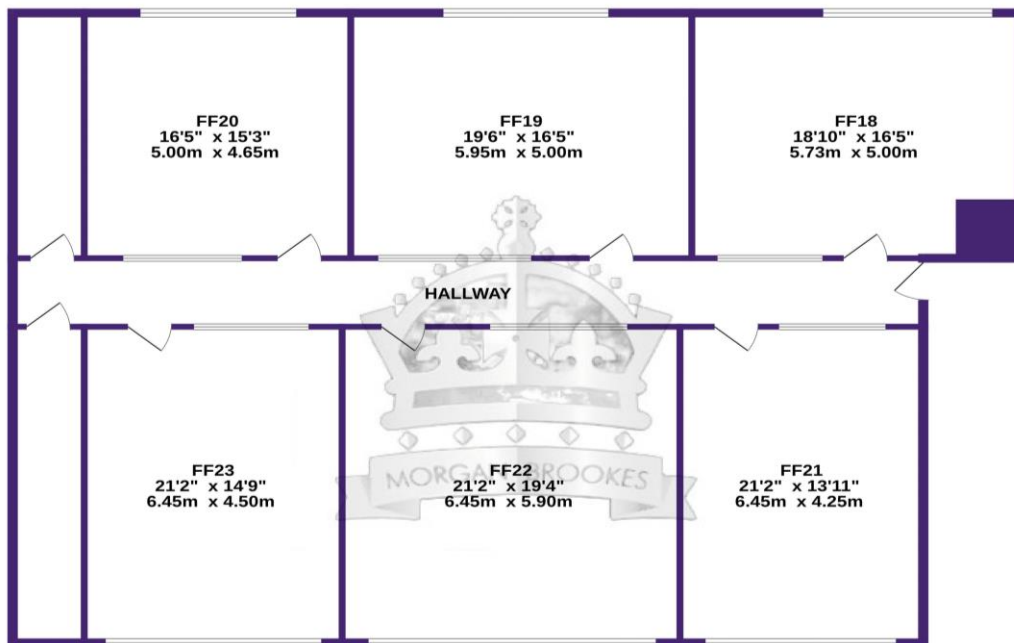 FF20
16'5" x 15'3"
5.00m x 4.65m
FF19
19'6" x 16'5"
5.95m x 5.00m
FF18
18'10" x 16'5"
5.73m x 5.00m
HALLWAY
FF23
21'2" x 14'9"
6.45m x 4.50m
FF22
21'2" x 19'4"
6.45m x 5.90m
FF21
21'2" x 13'11"
6.45m x 4.25m
MORGAN BROOKES